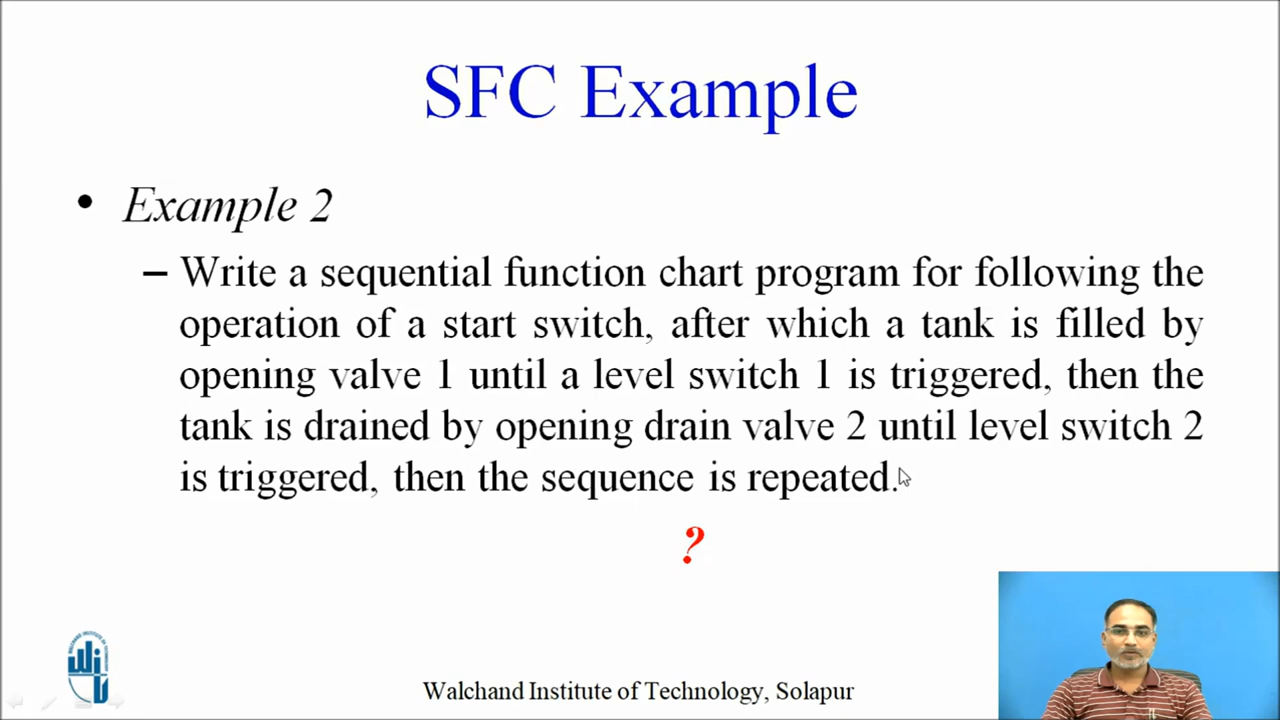 SFC Example
• Example 2
– Write a sequential function chart program for following the
operation of a start switch, after which a tank is filled by
opening valve 1 until a level switch 1 is triggered, then the
tank is drained by opening drain valve 2 until level switch 2
is triggered, then the sequence is repeated.
?
Walchand Institute of Technology, Solapur